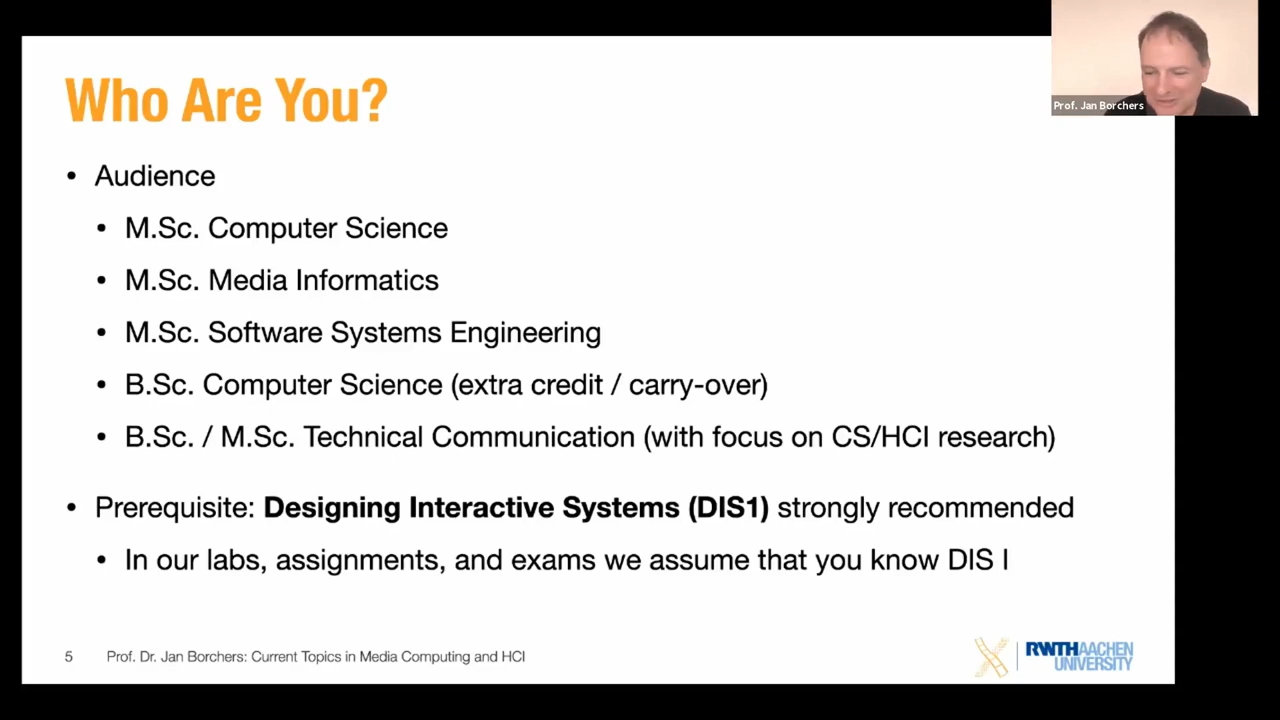 Who Are You?
Prof. Jan Borchers
• Audience
• M.Sc. Computer Science
• M.Sc. Media Informatics
• M.Sc. Software Systems Engineering
• B.Sc. Computer Science (extra credit / carry-over)
• B.Sc. / M.Sc. Technical Communication (with focus on CS/HCI research)
• Prerequisite: Designing Interactive Systems (DIS1) strongly recommended
• In our labs, assignments, and exams we assume that you know DIS I
5 Prof. Dr. Jan Borchers: Current Topics in Media Computing and HCI
RWTHAACHEN
UNIVERSITY